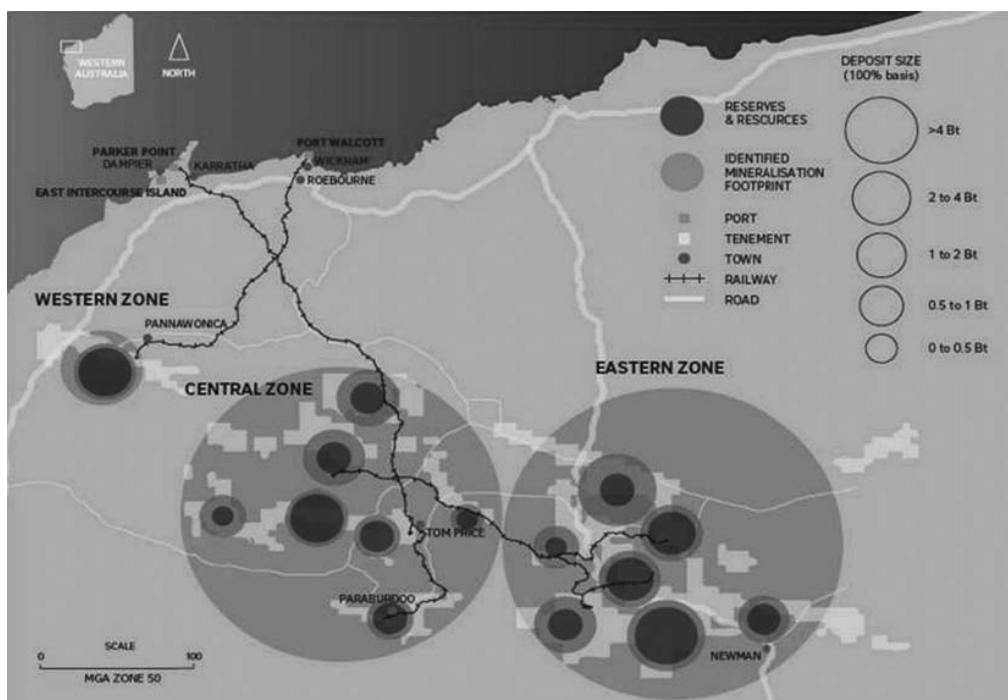 WESTERN
AUSTRALIA
NORTH
PARKER POINT
DAMPIER
KARRATHA
EAST INTERCOURSE ISLAND
PORT WALCOTT
WICKHAM
ROEBOURNE
WESTERN ZONE
PANNAWONICA
CENTRAL ZONE
EASTERN ZONE
TOM PRICE
PARABURDOO
NEWMAN
SCALE
0 100
MGA ZONE 50
RESERVES
& RESOURCES
IDENTIFIED
MINERALISATION
FOOTPRINT
PORT
TENEMENT
TOWN
RAILWAY
ROAD
DEPOSIT SIZE
(100% basis)
>4 Bt
2 to 4 Bt
1 to 2 Bt
0.5 to 1 Bt
0 to 0.5 Bt